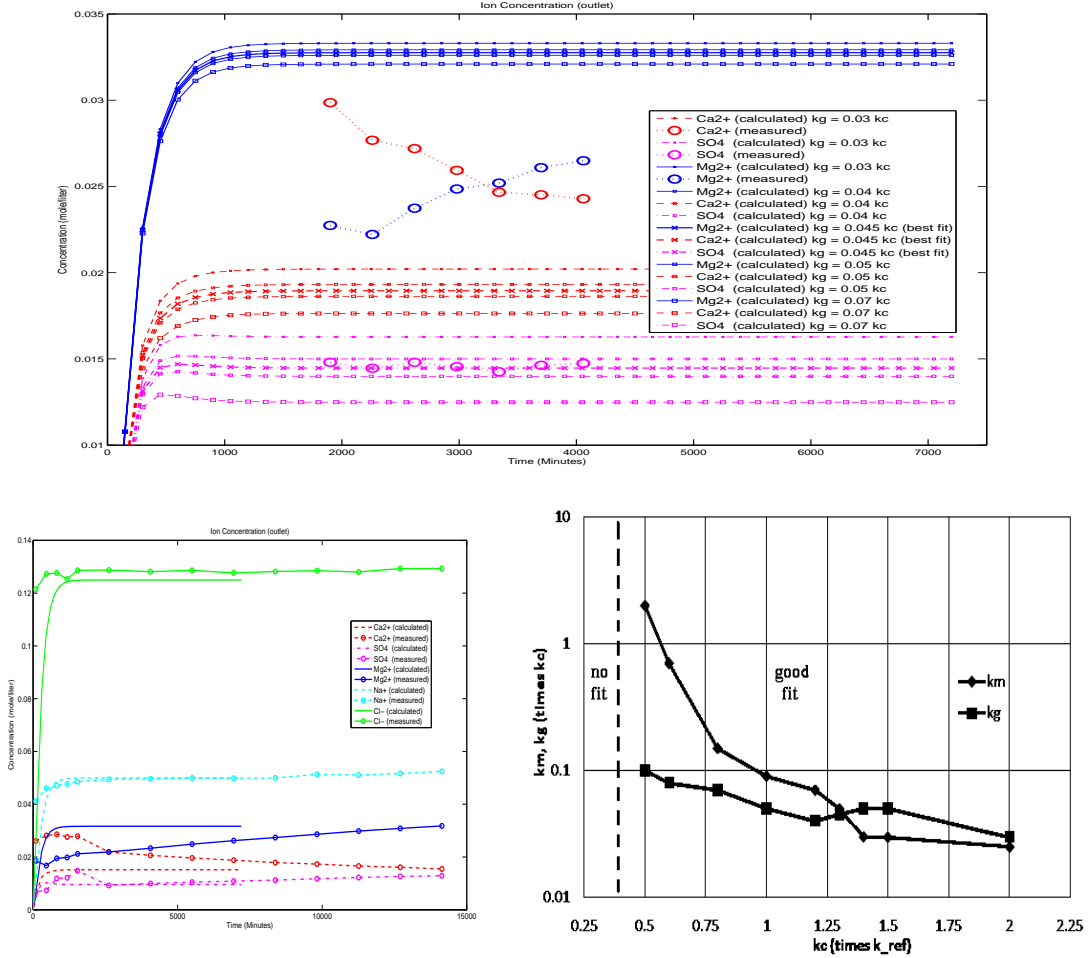 Ion Concentration (outlet)
0.035
0.03
0.025
0.02
0.015
0.01
Concentration (mole/liter)
0 1000 2000 3000 4000 5000 6000 7000
Time (Minutes)
Ca2+ (calculated) kg = 0.03 kc
Ca2+ (measured)
SO4 (calculated) kg = 0.03 kc
SO4 (measured)
Mg2+ (calculated) kg = 0.03 kc
Mg2+ (measured)
Mg2+ (calculated) kg = 0.04 kc
Ca2+ (calculated) kg = 0.04 kc
SO4 (calculated) kg = 0.04 kc
Mg2+ (calculated) kg = 0.045 kc (best fit)
Ca2+ (calculated) kg = 0.045 kc (best fit)
SO4 (calculated) kg = 0.045 kc (best fit)
Mg2+ (calculated) kg = 0.05 kc
Ca2+ (calculated) kg = 0.05 kc
SO4 (calculated) kg = 0.05 kc
Mg2+ (calculated) kg = 0.07 kc
Ca2+ (calculated) kg = 0.07 kc
SO4 (calculated) kg = 0.07 kc
Ion Concentration (outlet)
0.14
0.12
0.1
0.08
0.06
0.04
0.02
0
Concentration (mole/liter)
0 5000 10000 15000
Time (Minutes)
Ca2+ (calculated)
Ca2+ (measured)
SO4 (calculated)
SO4 (measured)
Mg2+ (calculated)
Mg2+ (measured)
Na+ (calculated)
Na+ (measured)
Cl− (calculated)
Cl− (measured)
10
1
0.1
0.01
km, kg (times kc)
no
fit
good
fit
km
kg
0.25 0.5 0.75 1 1.25 1.5 1.75 2 2.25
kc (times k_ref)